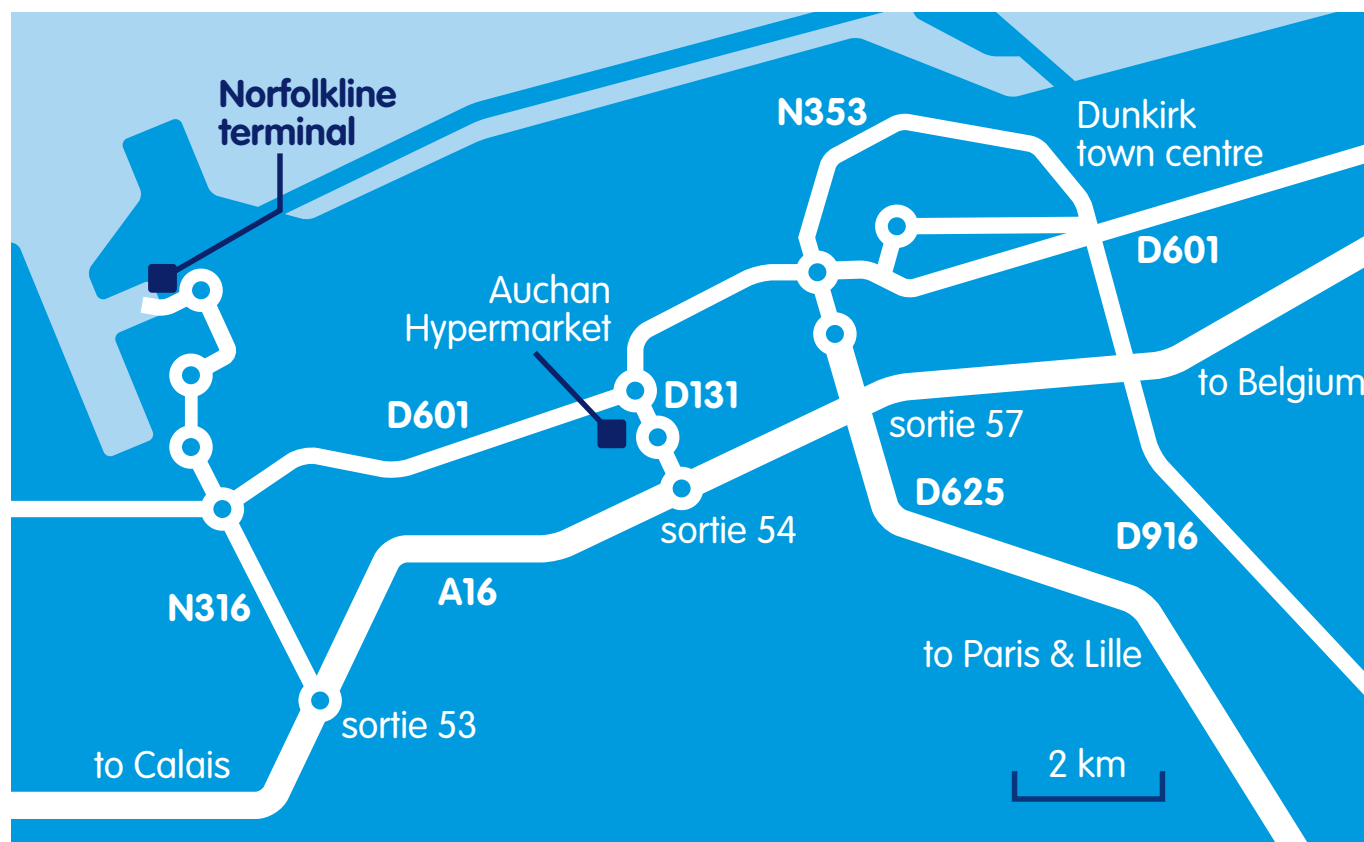 Norfolkline
terminal
N353
Dunkirk
town centre
D601
Auchan
Hypermarket
D131
D601
to Belgium
sortie 57
D625
sortie 54
D916
A16
N316
to Paris & Lille
sortie 53
to Calais
2 km